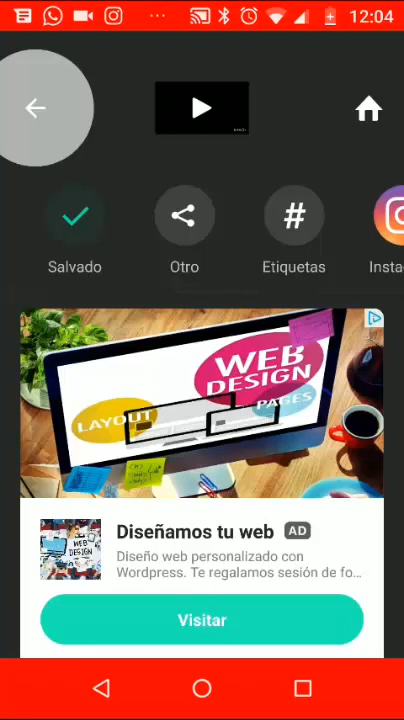 12:04
Salvado
Otro
#
Etiquetas
Insta
WEB
DESIGN
LAYOUT
PAGES
WEB
DESIGN
Diseñamos tu web AD
Diseño web personalizado con
Wordpress. Te regalamos sesión de fo...
Visitar